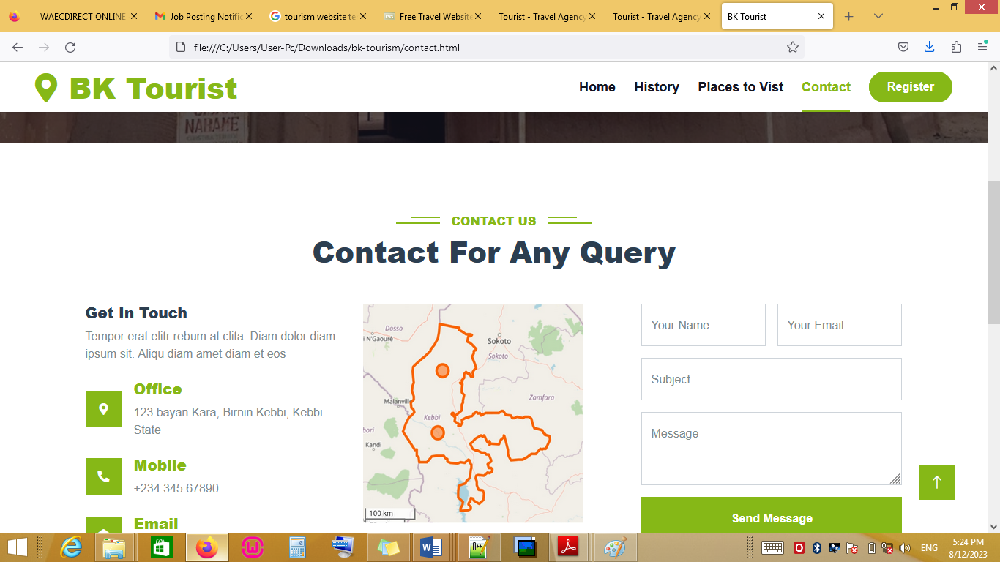 WAECDIRECT ONLINE
Job Posting Notific
tourism website te
Free Travel Website
Tourist - Travel Agency
Tourist - Travel Agency
BK Tourist
file:///C:/Users/User-Pc/Downloads/bk-tourism/contact.html
BK Tourist
Home
History
Places to Vist
Contact
Register
NARAME
CONTACT US
Contact For Any Query
Get In Touch
Tempor erat elitr rebum at clita. Diam dolor diam
ipsum sit. Aliqu diam amet diam et eos
Office
123 bayan Kara, Birnin Kebbi, Kebbi
State
Mobile
+234 345 67890
Email
Dosso
i N'Gaouré
Sokoto
Sokoto
Zamfara
Malanville
Kebbi
bori
Kandi
100 km
Your Name
Your Email
Subject
Message
Send Message
ENG
5:24 PM
8/12/2023